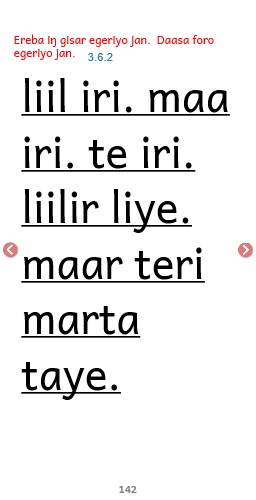 Ereba iŋ gisar egeriyo jan. Daasa foro
egeriyo jan. 3.6.2
liil iri. maa
iri. te iri.
liilir liye.
maar teri
marta
taye.
142